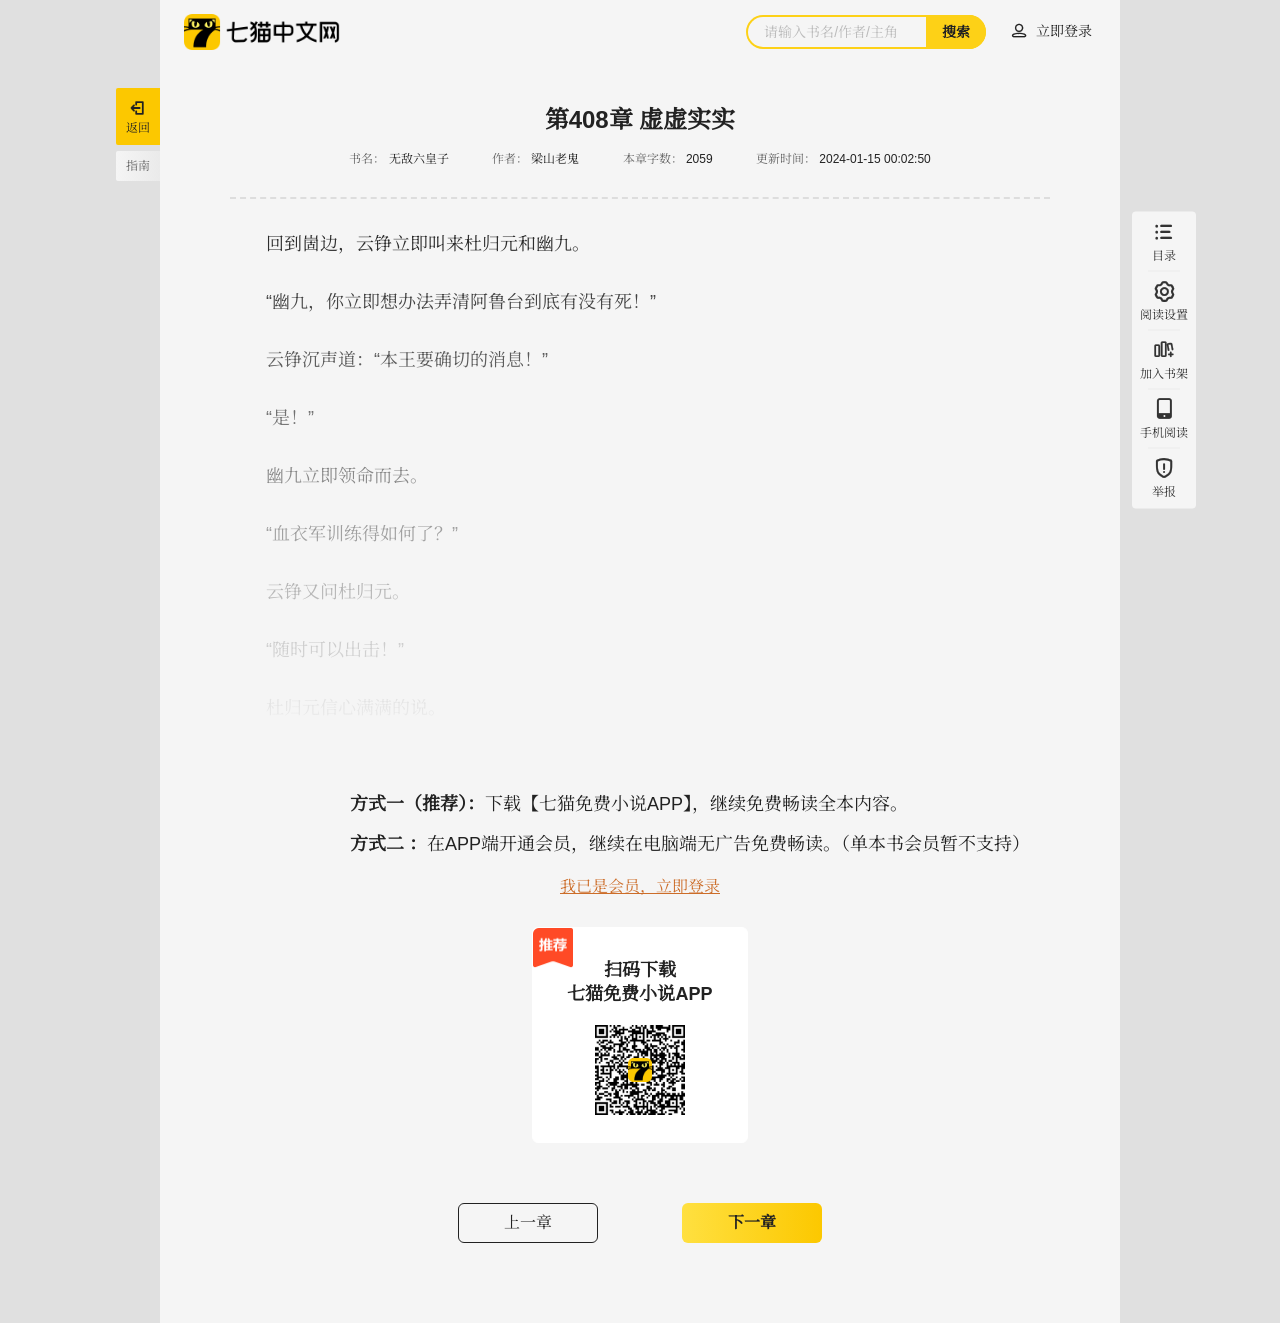 七猫中文网
请输入书名/作者/主角
搜索
立即登录
返回
指南
第408章 虚虚实实
书名： 无敌六皇子 作者： 梁山老鬼 本章字数： 2059 更新时间： 2024-01-15 00:02:50
回到崮边，云铮立即叫来杜归元和幽九。
“幽九，你立即想办法弄清阿鲁台到底有没有死！”
云铮沉声道：“本王要确切的消息！”
“是！”
幽九立即领命而去。
“血衣军训练得如何了？”
云铮又问杜归元。
“随时可以出击！”
杜归元信心满满的说。
目录
阅读设置
加入书架
手机阅读
举报
方式一（推荐）：下载【七猫免费小说APP】，继续免费畅读全本内容。
方式二 ：在APP端开通会员，继续在电脑端无广告免费畅读。（单本书会员暂不支持）
我已是会员，立即登录
推荐
扫码下载
七猫免费小说APP
上一章
下一章